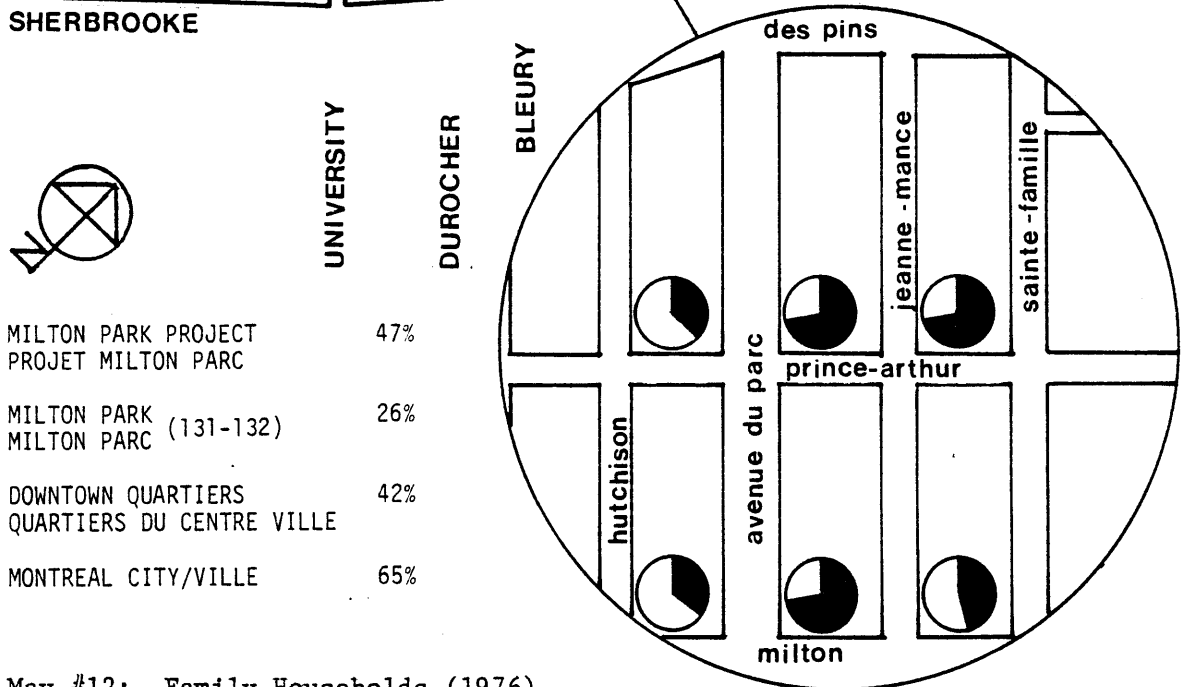 SHERBROOKE
UNIVERSITY
DUROCHER
BLEURY
N
MILTON PARK PROJECT 47%
PROJET MILTON PARC
MILTON PARK
MILTON PARC (131-132) 26%
DOWNTOWN QUARTIERS 42%
QUARTIERS DU CENTRE VILLE
MONTREAL CITY/VILLE 65%
des pins
jeanne-mance
sainte-famille
prince-arthur
avenue du parc
hutchison
milton
#12: Family Households (1976)